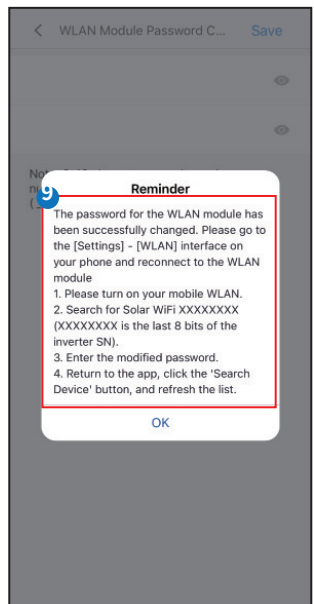 WLAN Module Password C... Save
9
Reminder
The password for the WLAN module has
been successfully changed. Please go to
the [Settings] - [WLAN] interface on
your phone and reconnect to the WLAN
module
1. Please turn on your mobile WLAN.
2. Search for Solar WiFi XXXXXXXX
(XXXXXXXX is the last 8 bits of the
inverter SN).
3. Enter the modified password.
4. Return to the app, click the 'Search
Device' button, and refresh the list.
OK